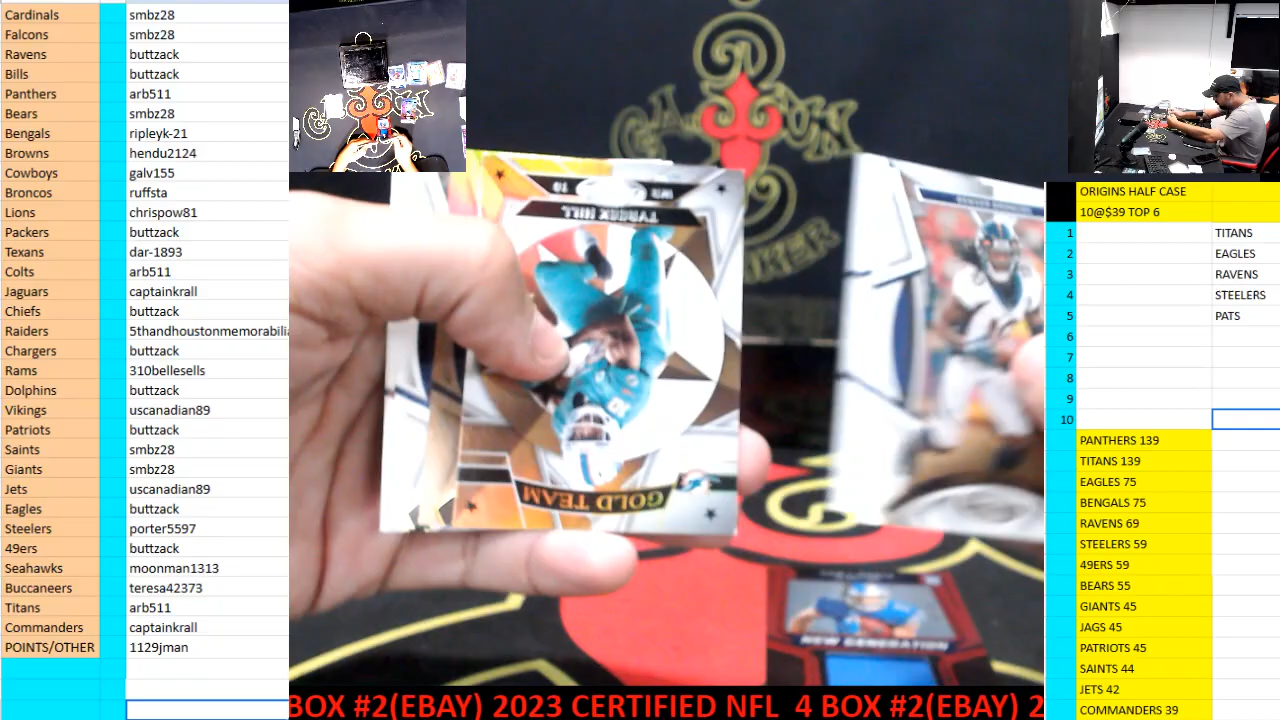 Cardinals smbz28
Falcons smbz28
Ravens buttzack
Bills buttzack
Panthers arb511
Bears smbz28
Bengals ripleyk-21
Browns hendu2124
Cowboys galv155
Broncos ruffsta
Lions chrispow81
Packers buttzack
Texans dar-1893
Colts arb511
Jaguars captainkrall
Chiefs buttzack
Raiders 5thandhoustonmemorabili
Chargers buttzack
Rams 310bellesells
Dolphins buttzack
Vikings uscanadian89
Patriots buttzack
Saints smbz28
Giants smbz28
Jets uscanadian89
Eagles buttzack
Steelers porter5597
49ers buttzack
Seahawks moonman1313
Buccaneers teresa42373
Titans arb511
Commanders captainkrall
POINTS/OTHER 1129jman
WR 10
TYREEK HILL
GOLD TEAM
NEW GENERATION
BOX #2(EBAY) 2023 CERTIFIED NFL 4 BOX #2(EBAY) 2
ORIGINS HALF CASE
10@$39 TOP 6
1 TITANS
2 EAGLES
3 RAVENS
4 STEELERS
5 PATS
6
7
8
9
10
PANTHERS 139
TITANS 139
EAGLES 75
BENGALS 75
RAVENS 69
STEELERS 59
49ERS 59
BEARS 55
GIANTS 45
JAGS 45
PATRIOTS 45
SAINTS 44
JETS 42
COMMANDERS 39